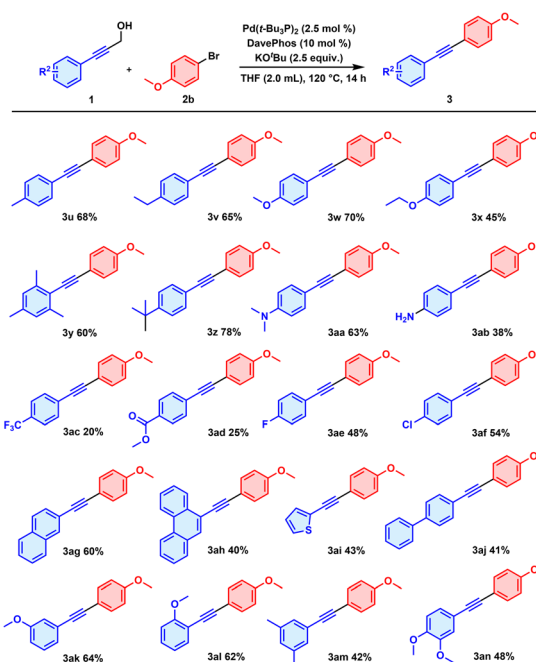 OH
R²
1
+
Br
O
2b
Pd(t-Bu₃P)₂ (2.5 mol %)
DavePhos (10 mol %)
KOᵗBu (2.5 equiv.)
THF (2.0 mL), 120 °C, 14 h
O
R²
3
O O O O
O O
3u 68% 3v 65% 3w 70% 3x 45%
O O O O
N H₂N
3y 60% 3z 78% 3aa 63% 3ab 38%
O O O O
F₃C O O F Cl
3ac 20% 3ad 25% 3ae 48% 3af 54%
O O O O
S
3ag 60% 3ah 40% 3ai 43% 3aj 41%
O O O O
O O O O
3ak 64% 3al 62% 3am 42% 3an 48%